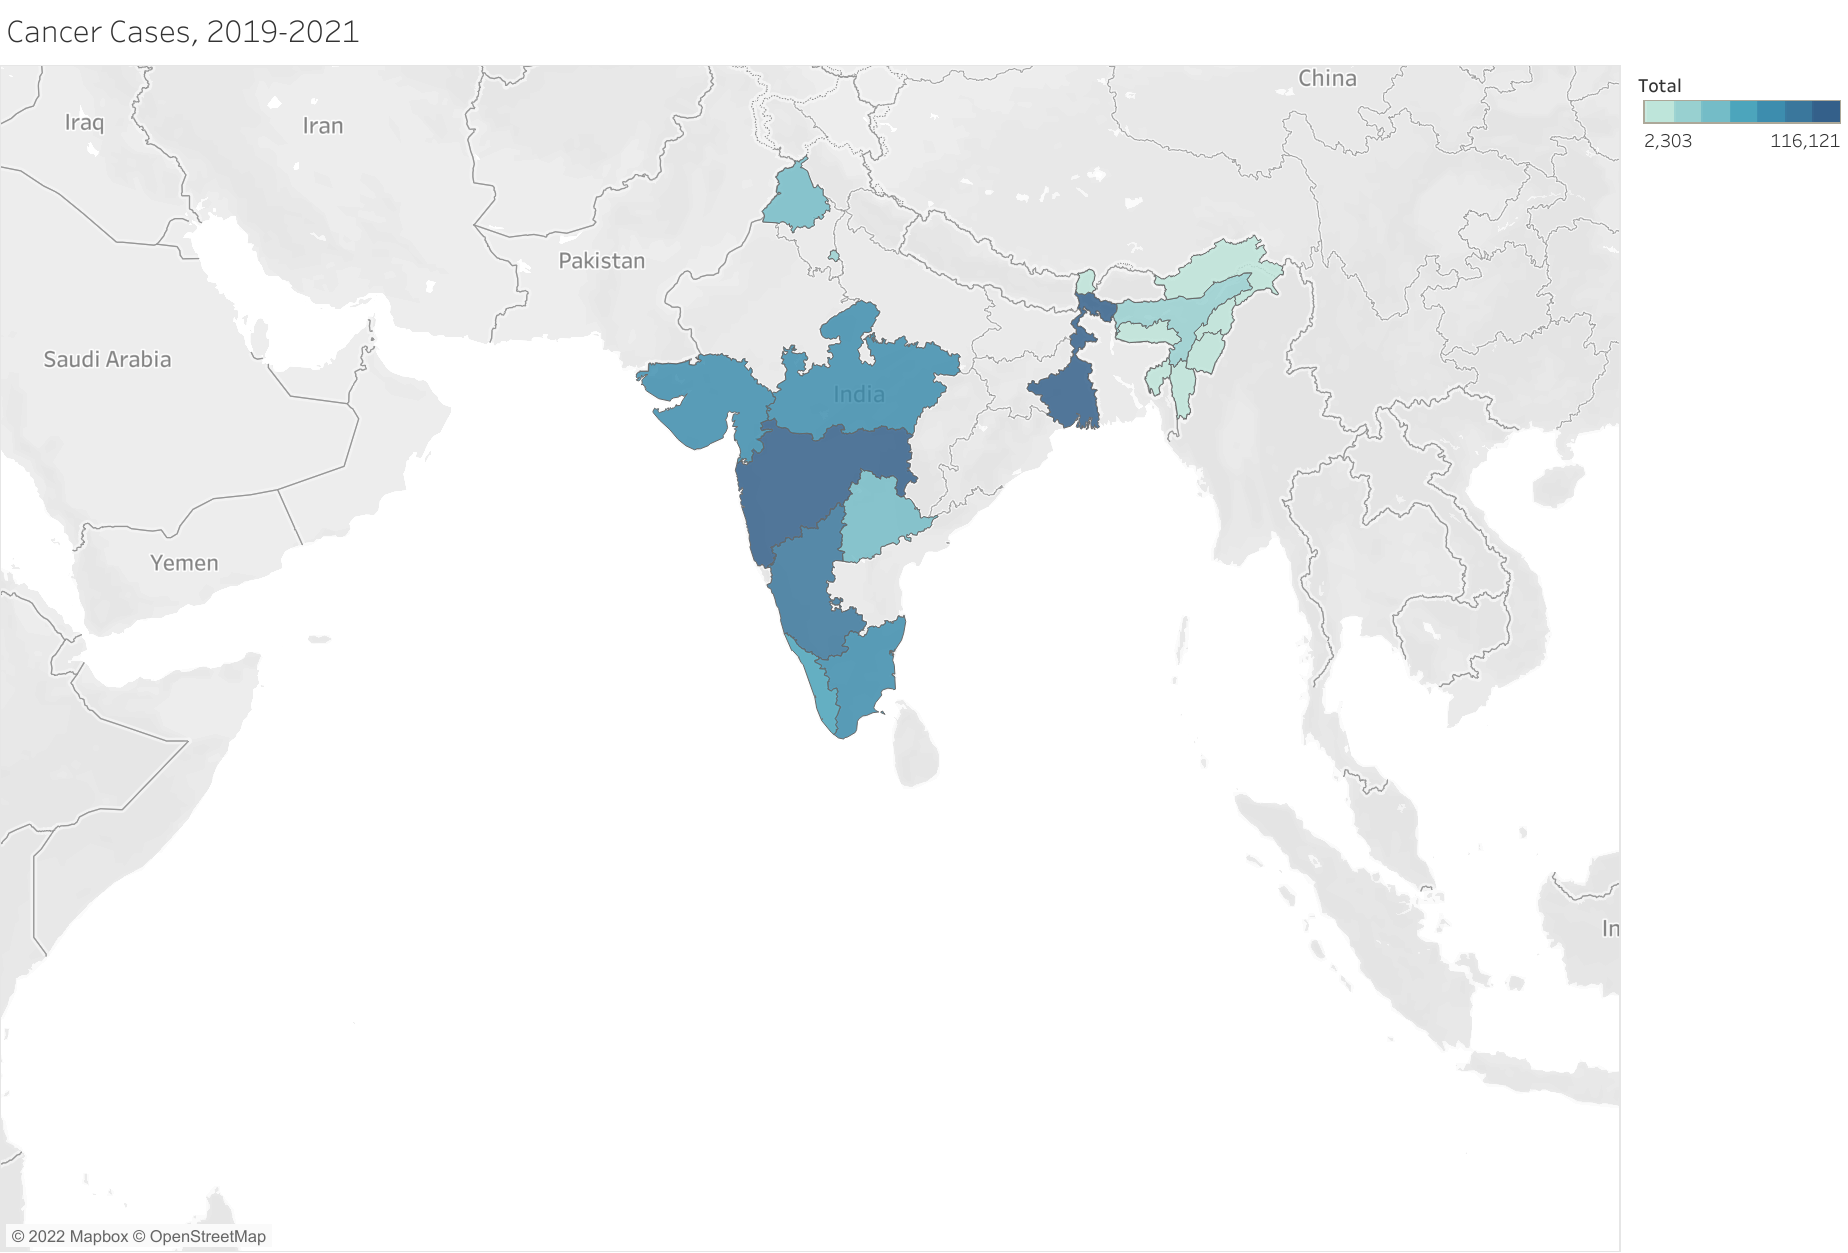 Cancer Cases, 2019-2021
China
Total
Iraq
Iran
2,303
116,121
Pakistan
Saudi Arabia
India
Yemen
In
© 2022 Mapbox © OpenStreetMap